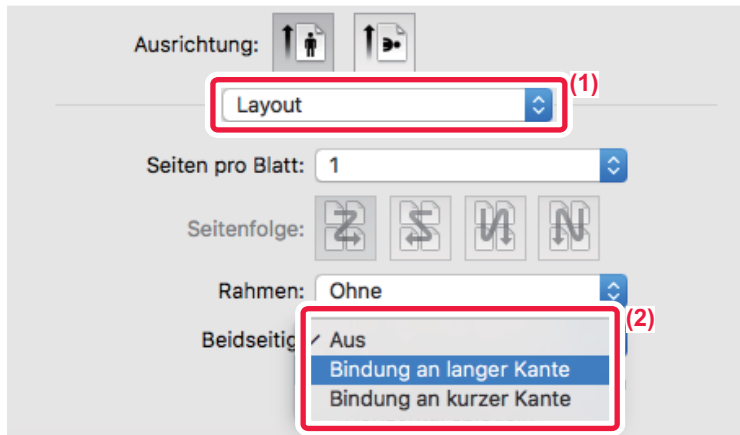 Ausrichtung:
(1)
Layout
Seiten pro Blatt: 1
Seitenfolge:
Rahmen: Ohne
(2)
Beidseitig ✓ Aus
Bindung an langer Kante
Bindung an kurzer Kante